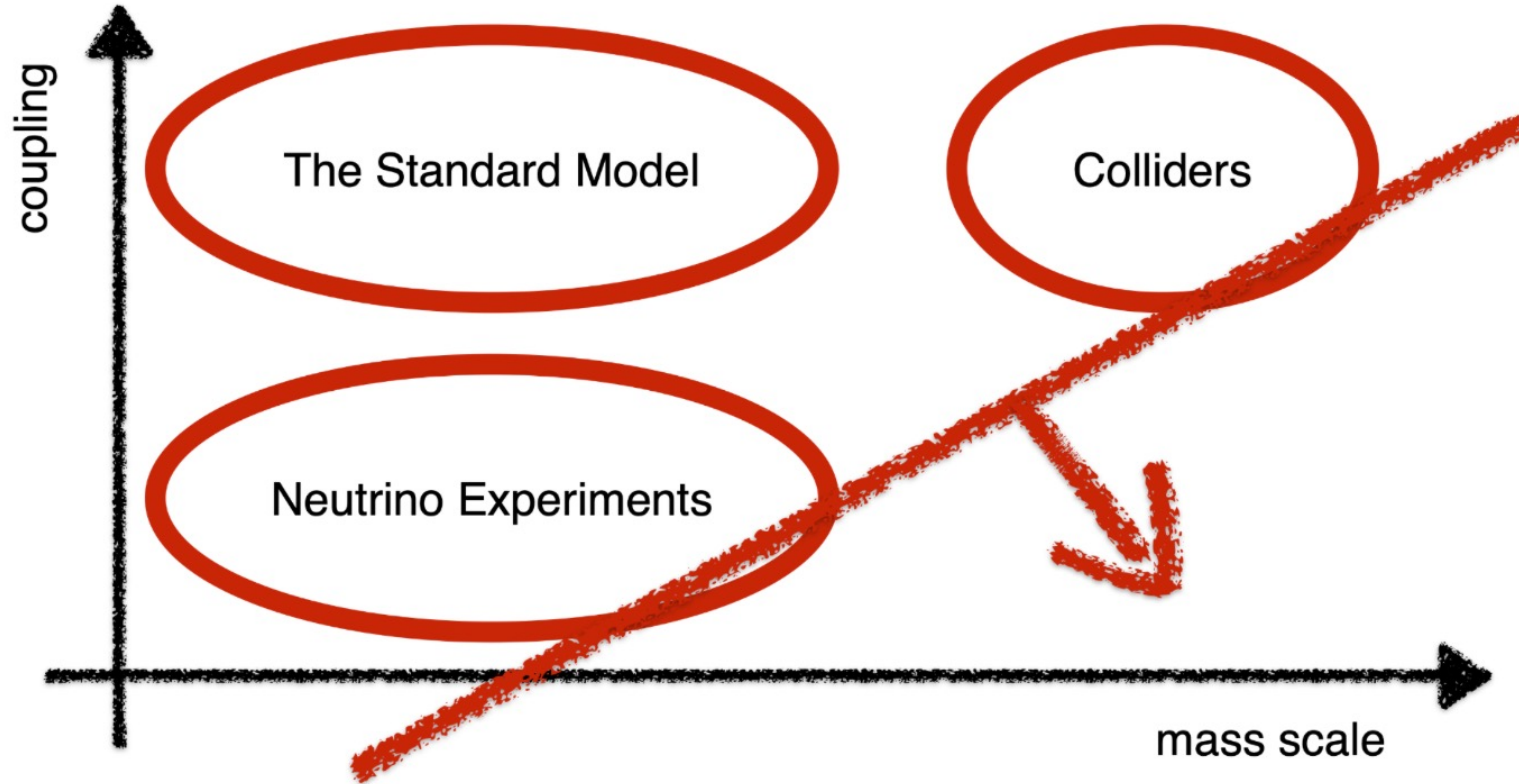 coupling
The Standard Model
Colliders
Neutrino Experiments
mass scale